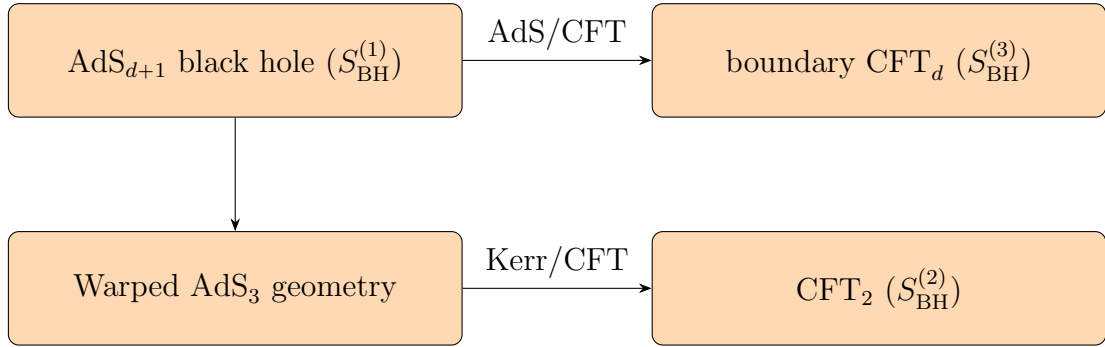 AdS_{d+1} black hole (S_{BH}^{(1)})
AdS/CFT
boundary CFT_d (S_{BH}^{(3)})
Warped AdS_3 geometry
Kerr/CFT
CFT_2 (S_{BH}^{(2)})